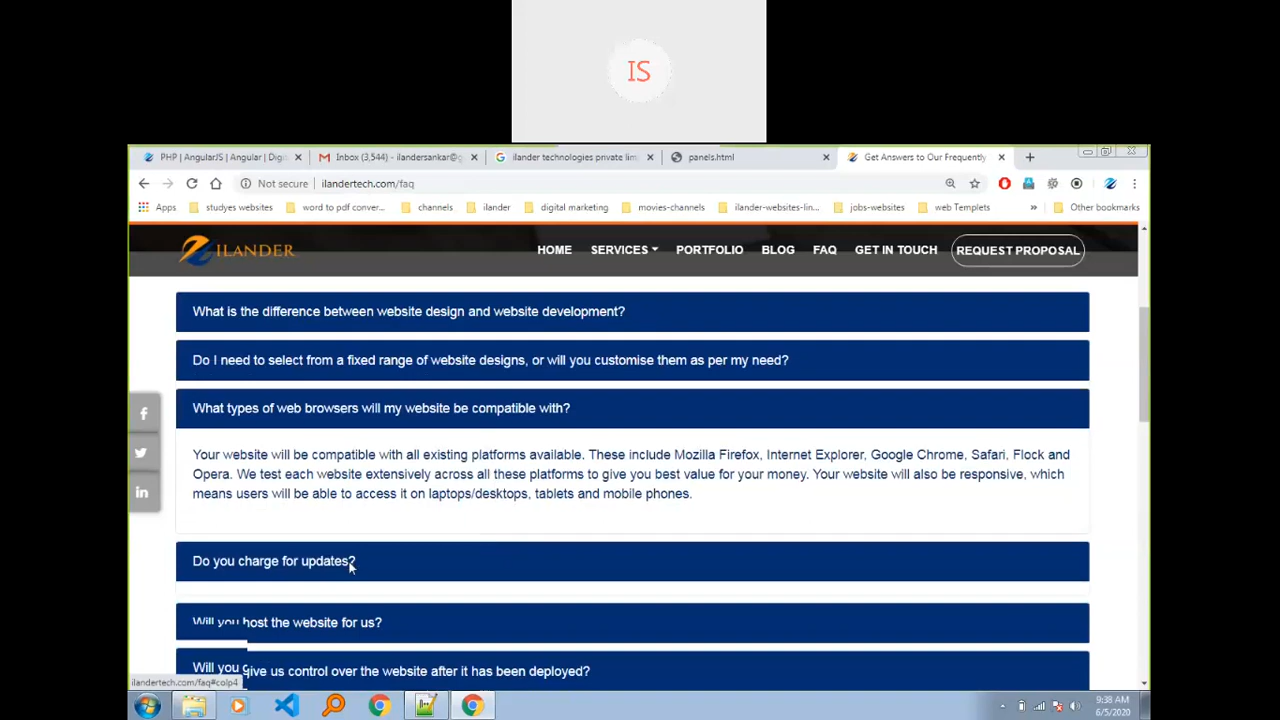 IS
PHP | AngularJS | Angular | Digi
Inbox (3,544) - ilandersankar@g
ilander technologies private lim
panels.html
Get Answers to Our Frequently
Not secure
ilandertech.com/faq
Apps
studyes websites
word to pdf conver...
channels
ilander
digital marketing
movies-channels
ilander-websites-lin...
jobs-websites
web Templets
»
Other bookmarks
ILANDER
HOME
SERVICES
PORTFOLIO
BLOG
FAQ
GET IN TOUCH
REQUEST PROPOSAL
What is the difference between website design and website development?
Do I need to select from a fixed range of website designs, or will you customise them as per my need?
What types of web browsers will my website be compatible with?
Your website will be compatible with all existing platforms available. These include Mozilla Firefox, Internet Explorer, Google Chrome, Safari, Flock and
Opera. We test each website extensively across all these platforms to give you best value for your money. Your website will also be responsive, which
means users will be able to access it on laptops/desktops, tablets and mobile phones.
Do you charge for updates?
Will you host the website for us?
Will you give us control over the website after it has been deployed?
ilandertech.com/faq#colp4
9:38 AM
6/5/2020